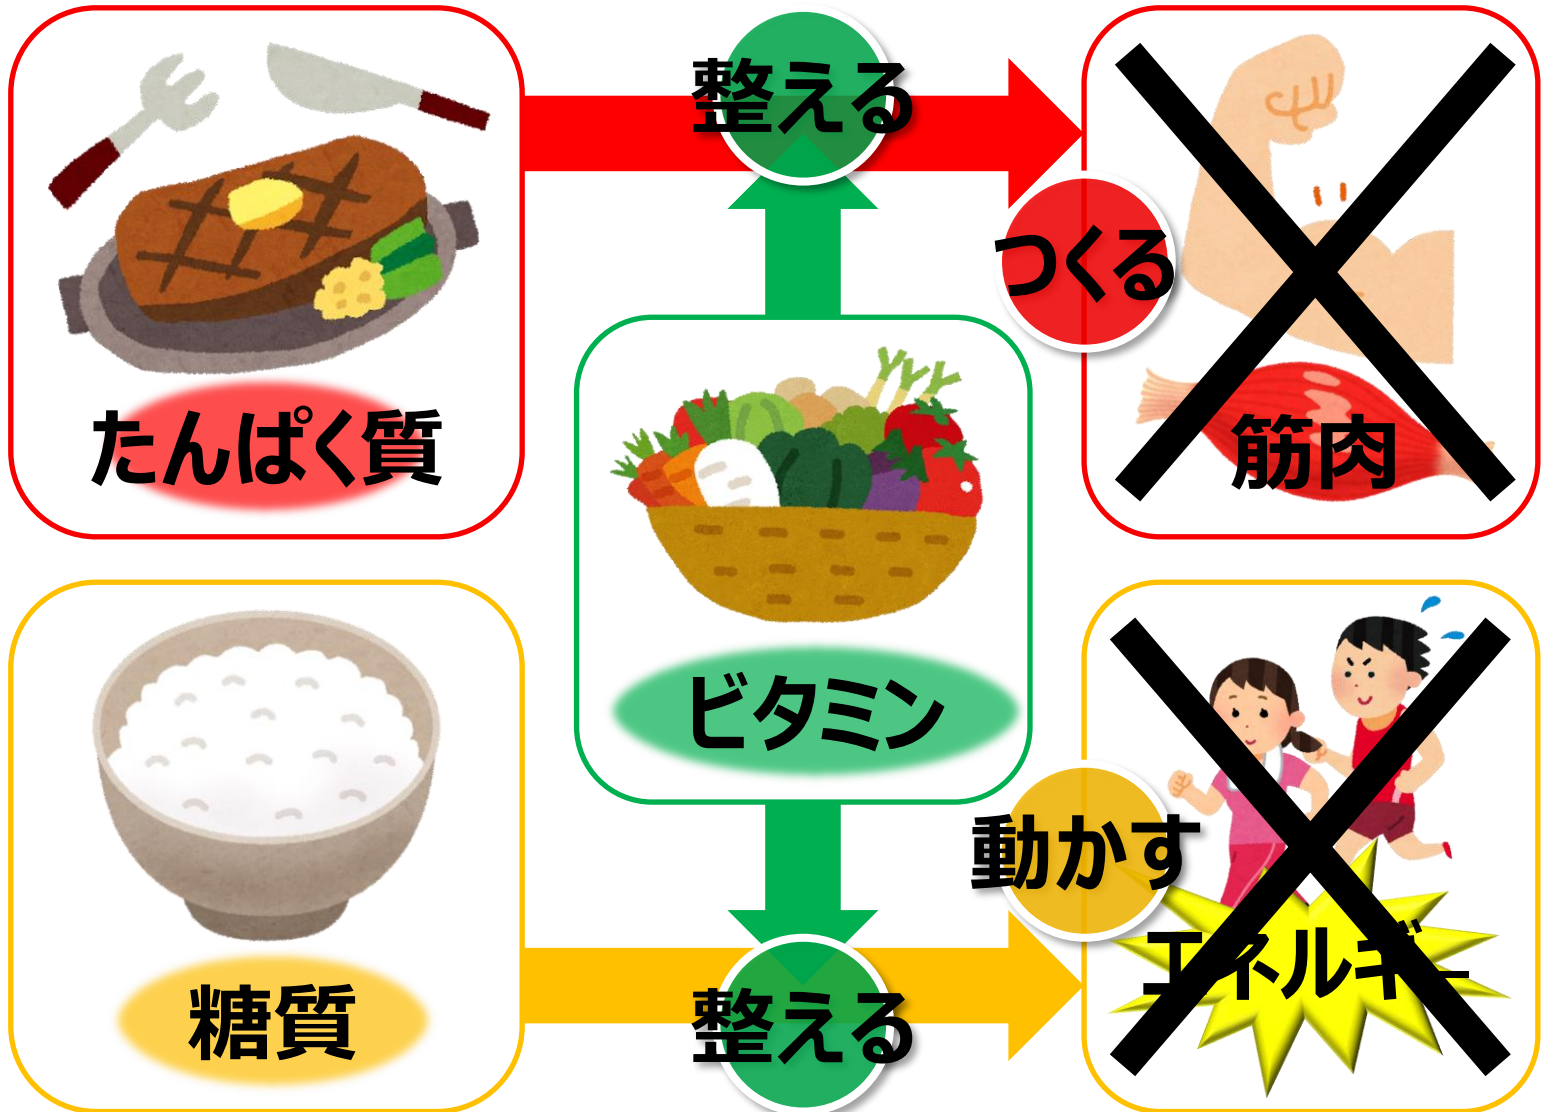 整える
つくる
たんぱく質
筋肉
ビタミン
動かす
エネルギー
糖質
整える